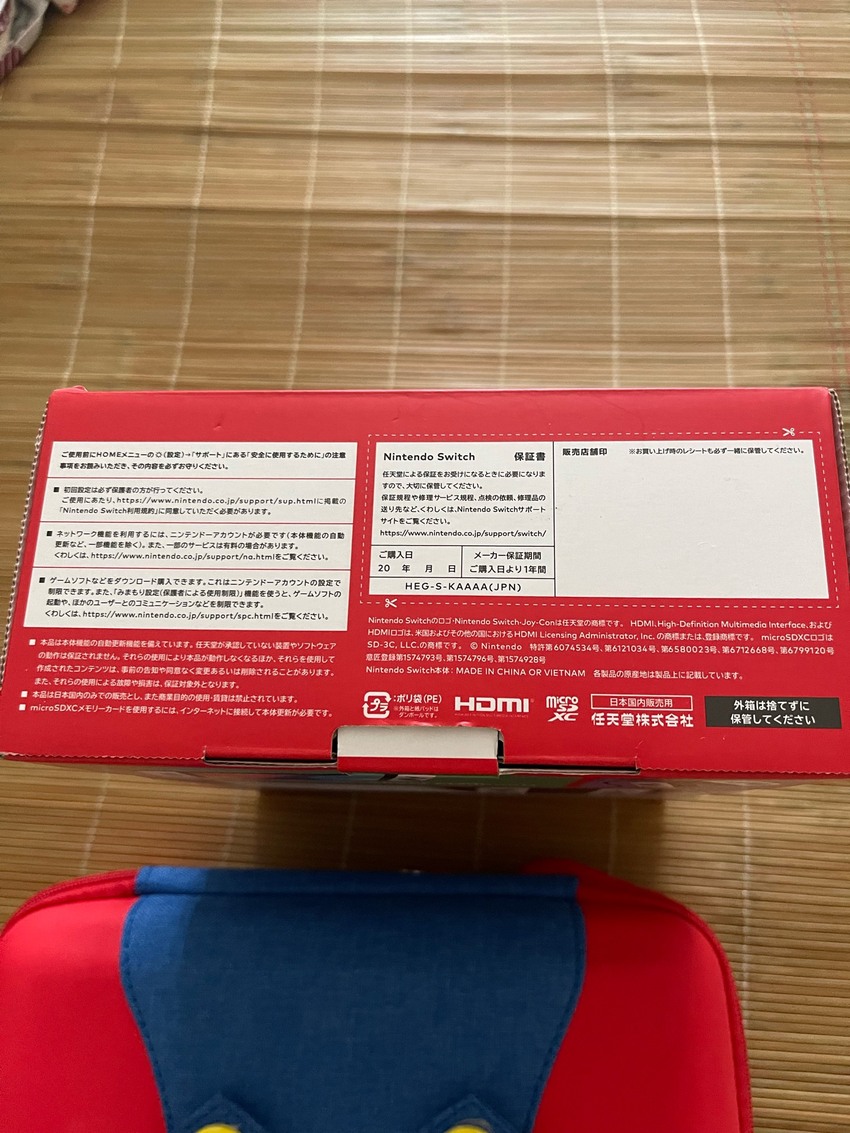 ご使用前にHOMEメニューの(設定)→「サポート」にある「安全に使用するために」の注意
事項をお読みいただき、その内容を必ずお守りください。
■ 初回設定は必ず保護者の方が行ってください。
ご使用にあたり、https://www.nintendo.co.jp/support/sup.htmlに掲載の
「Nintendo Switch利用規約」に同意していただく必要があります。
■ ネットワーク機能を利用するには、ニンテンドーアカウントが必要です(本体機能の自動
更新など、一部機能を除く)。また、一部のサービスは有料の場合があります。
くわしくは、https://www.nintendo.co.jp/support/na.htmlをご覧ください。
■ ゲームソフトなどをダウンロード購入できます。これはニンテンドーアカウントの設定で
制限できます。また、「みまもり設定(保護者による使用制限)」機能を使うと、ゲームソフトの
起動や、ほかのユーザーとのコミュニケーションなどを制限できます。
くわしくは、https://www.nintendo.co.jp/support/spc.htmlをご覧ください。
■ 本品は本体機能の自動更新機能を備えています。任天堂が承認していない装置やソフトウェア
の動作は保証されません。それらの使用により本品が動作しなくなるほか、それらを使用して
作成されたコンテンツは、事前の告知や同意なく変更あるいは削除されることがあります。
また、それらの使用による故障や損害は、保証対象外となります。
■ 本品は日本国内のみでの販売とし、また商業目的の使用・賃貸は禁止されています。
■ microSDXCメモリーカードを使用するには、インターネットに接続して本体更新が必要です。
Nintendo Switch 保証書
任天堂による保証をお受けになるときに必要になりま
すので、大切に保管してください。
保証規程や修理サービス規程、点検の依頼、修理品の
送り先など、くわしくは、Nintendo Switchサポート
サイトをご覧ください。
https://www.nintendo.co.jp/support/switch/
ご購入日 メーカー保証期間
20 年 月 日 ご購入日より1年間
HEG-S-KAAAA(JPN)
販売店舗印 ※お買い上げ時のレシートも必ず一緒に保管してください。
Nintendo Switchのロゴ・Nintendo Switch・Joy-Conは任天堂の商標です。 HDMI、High-Definition Multimedia Interface、および
HDMIロゴは、米国およびその他の国におけるHDMI Licensing Administrator, Inc. の商標または、登録商標です。 microSDXCロゴは
SD-3C, LLC.の商標です。 © Nintendo 特許第6074534号、第6121034号、第6580023号、第6712668号、第6799120号
意匠登録第1574793号、第1574796号、第1574928号
Nintendo Switch本体: MADE IN CHINA OR VIETNAM 各製品の原産地は製品上に記載しています。
プラ :ポリ袋(PE)
※外箱と紙パッドは
ダンボールです。
HDMI
micro SD XC
日本国内販売用
任天堂株式会社
外箱は捨てずに
保管してください